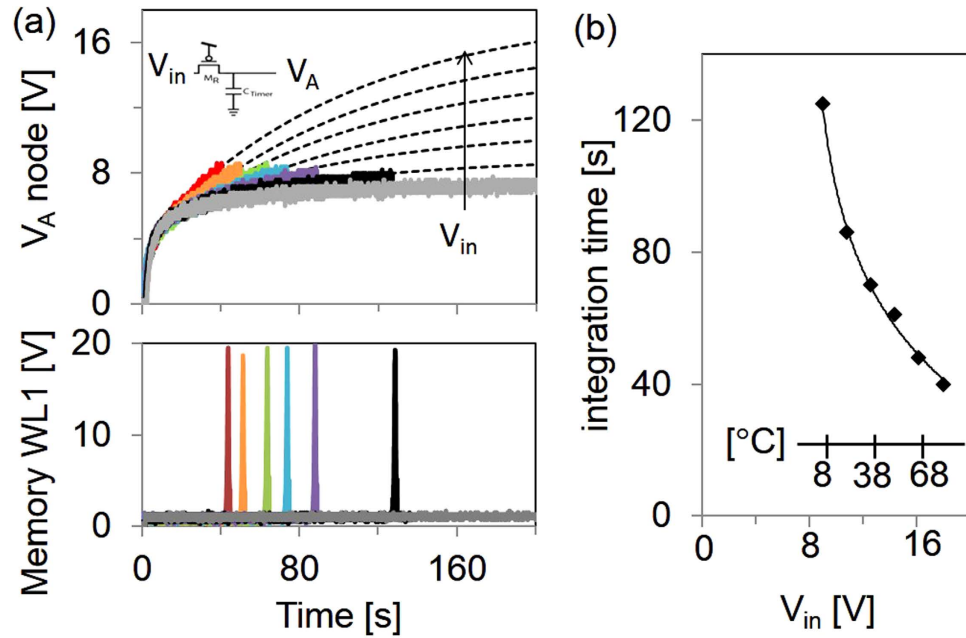 (a)
16
V_A node [V]
8
0
V_in
M_R
C_Timer
V_A
V_in
20
Memory WL1 [V]
10
0
0
80
160
Time [s]
(b)
integration time [s]
120
80
40
0
[°C]
8
38
68
0
8
16
V_in [V]